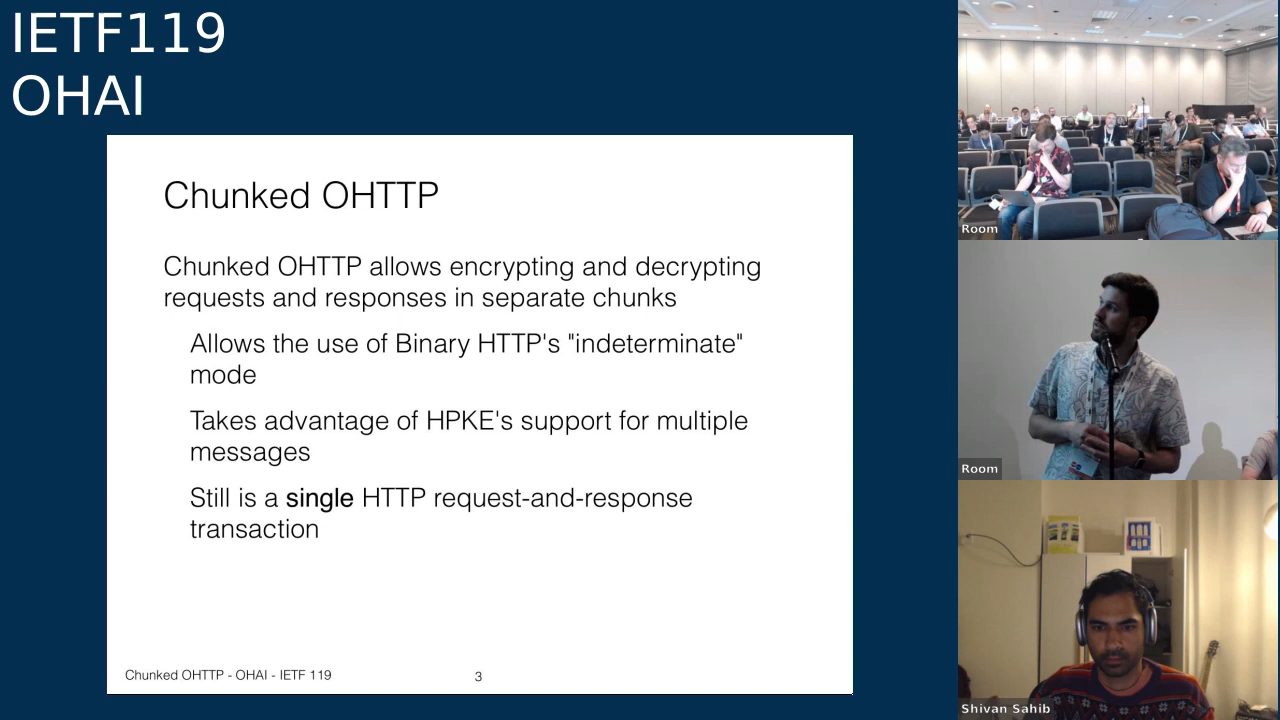 IETF119
OHAI
Chunked OHTTP
Chunked OHTTP allows encrypting and decrypting
requests and responses in separate chunks
Allows the use of Binary HTTP's "indeterminate"
mode
Takes advantage of HPKE's support for multiple
messages
Still is a single HTTP request-and-response
transaction
Chunked OHTTP - OHAI - IETF 119
3
Room
Room
Shivan Sahib